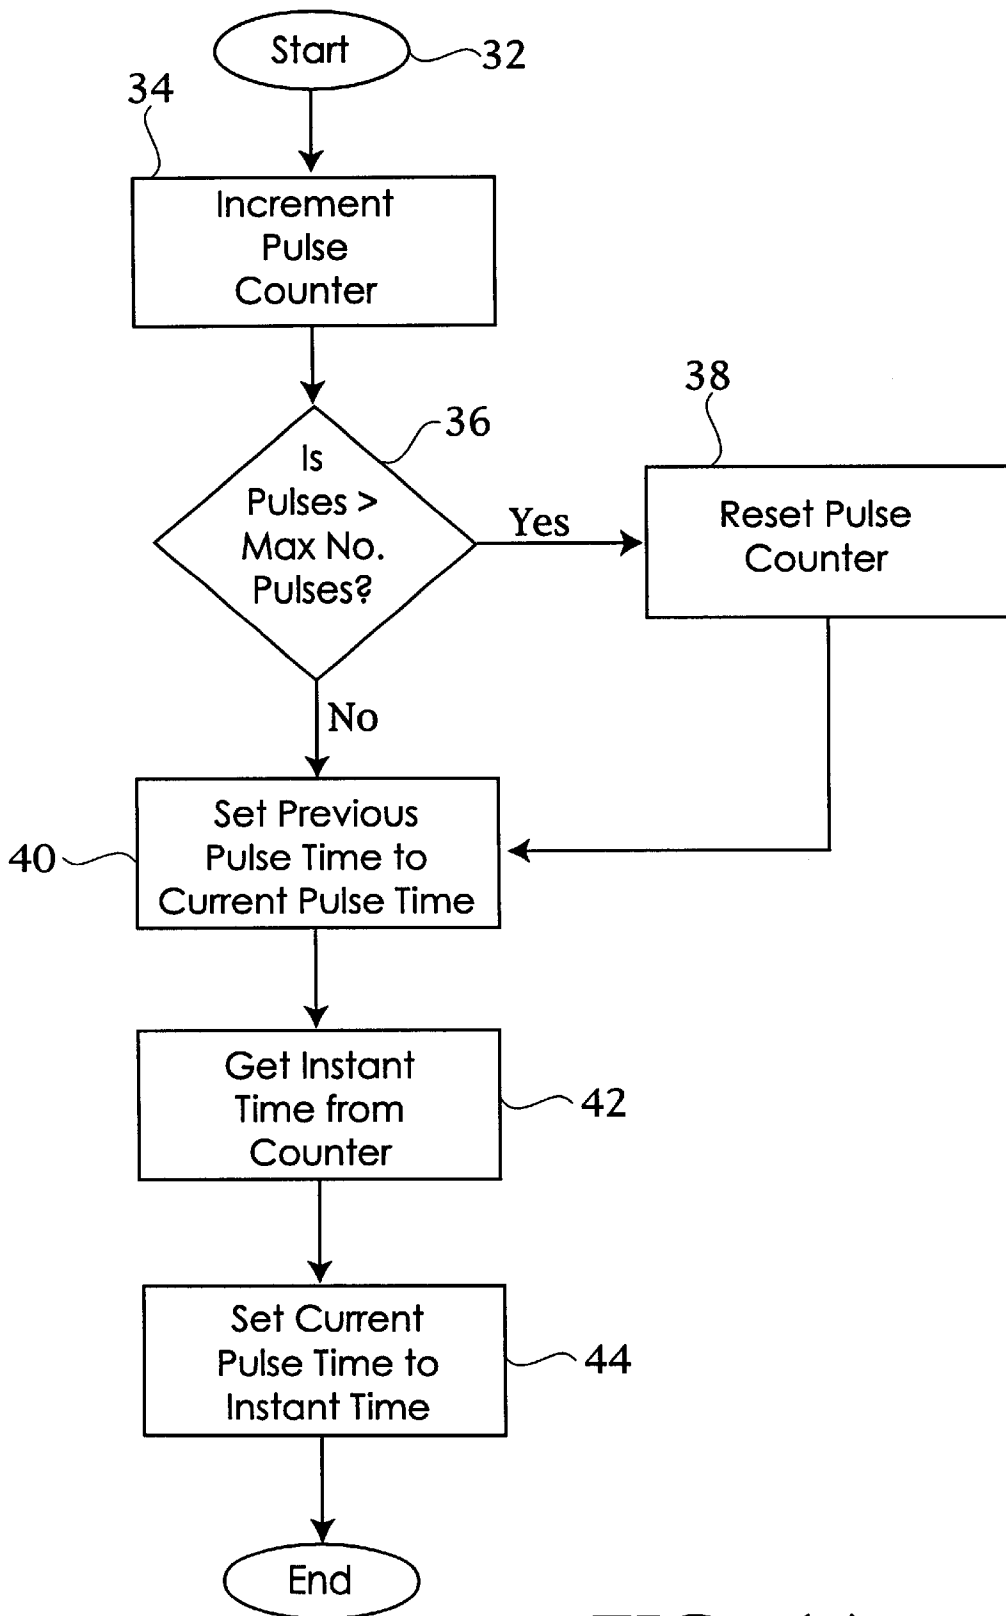 Start
32
34
Increment
Pulse
Counter
36
Is
Pulses >
Max No.
Pulses?
Yes
38
Reset Pulse
Counter
No
40
Set Previous
Pulse Time to
Current Pulse Time
Get Instant
Time from
Counter
42
Set Current
Pulse Time to
Instant Time
44
End